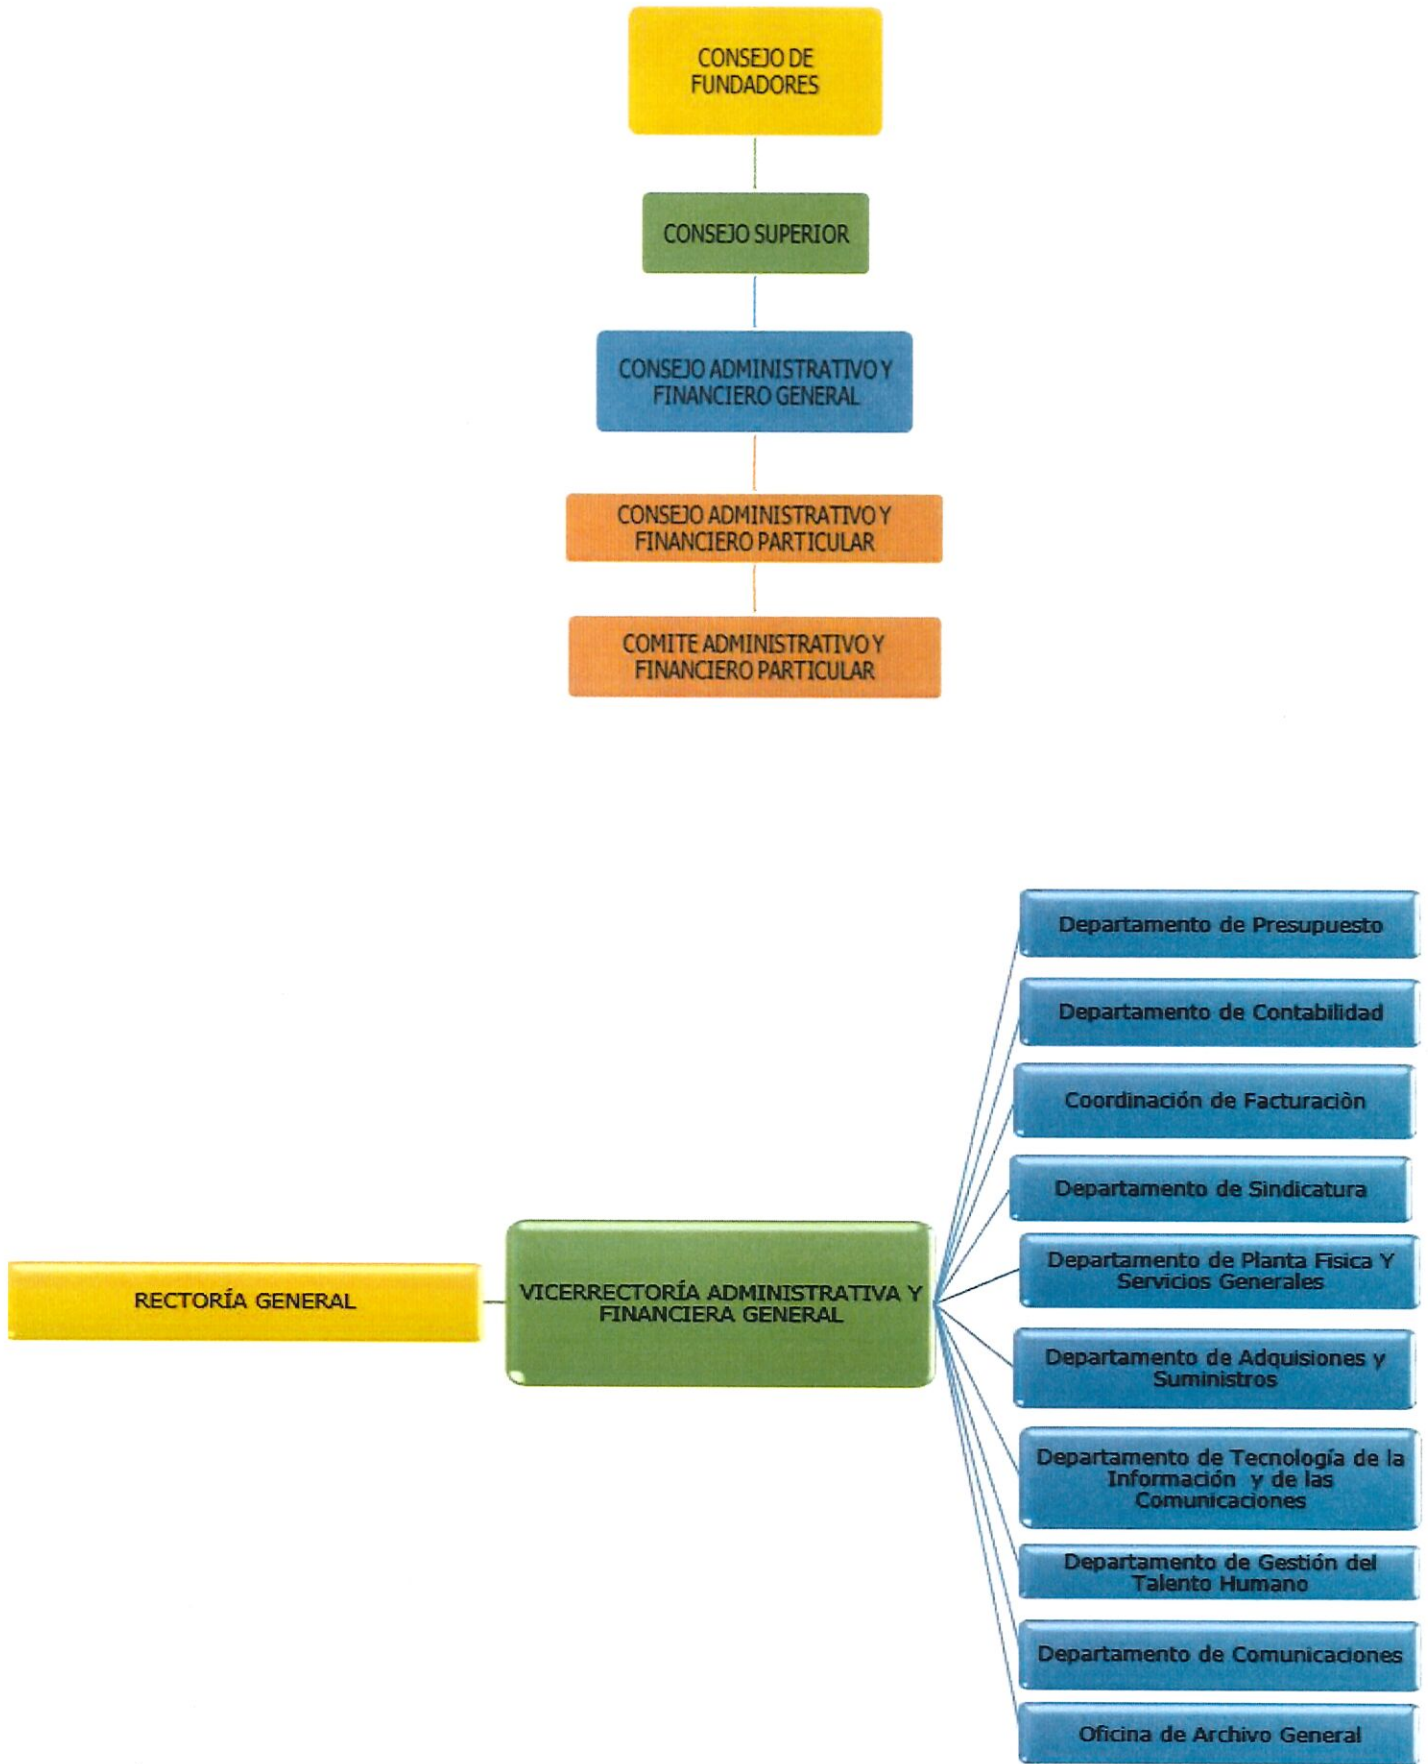 CONSEJO DE
FUNDADORES
CONSEJO SUPERIOR
CONSEJO ADMINISTRATIVO Y
FINANCIERO GENERAL
CONSEJO ADMINISTRATIVO Y
FINANCIERO PARTICULAR
COMITE ADMINISTRATIVO Y
FINANCIERO PARTICULAR
RECTORÍA GENERAL
VICERRECTORÍA ADMINISTRATIVA Y
FINANCIERA GENERAL
Departamento de Presupuesto
Departamento de Contabilidad
Coordinación de Facturaciòn
Departamento de Sindicatura
Departamento de Planta Fisica Y
Servicios Generales
Departamento de Adquisiones y
Suministros
Departamento de Tecnología de la
Información y de las
Comunicaciones
Departamento de Gestión del
Talento Humano
Departamento de Comunicaciones
Oficina de Archivo General